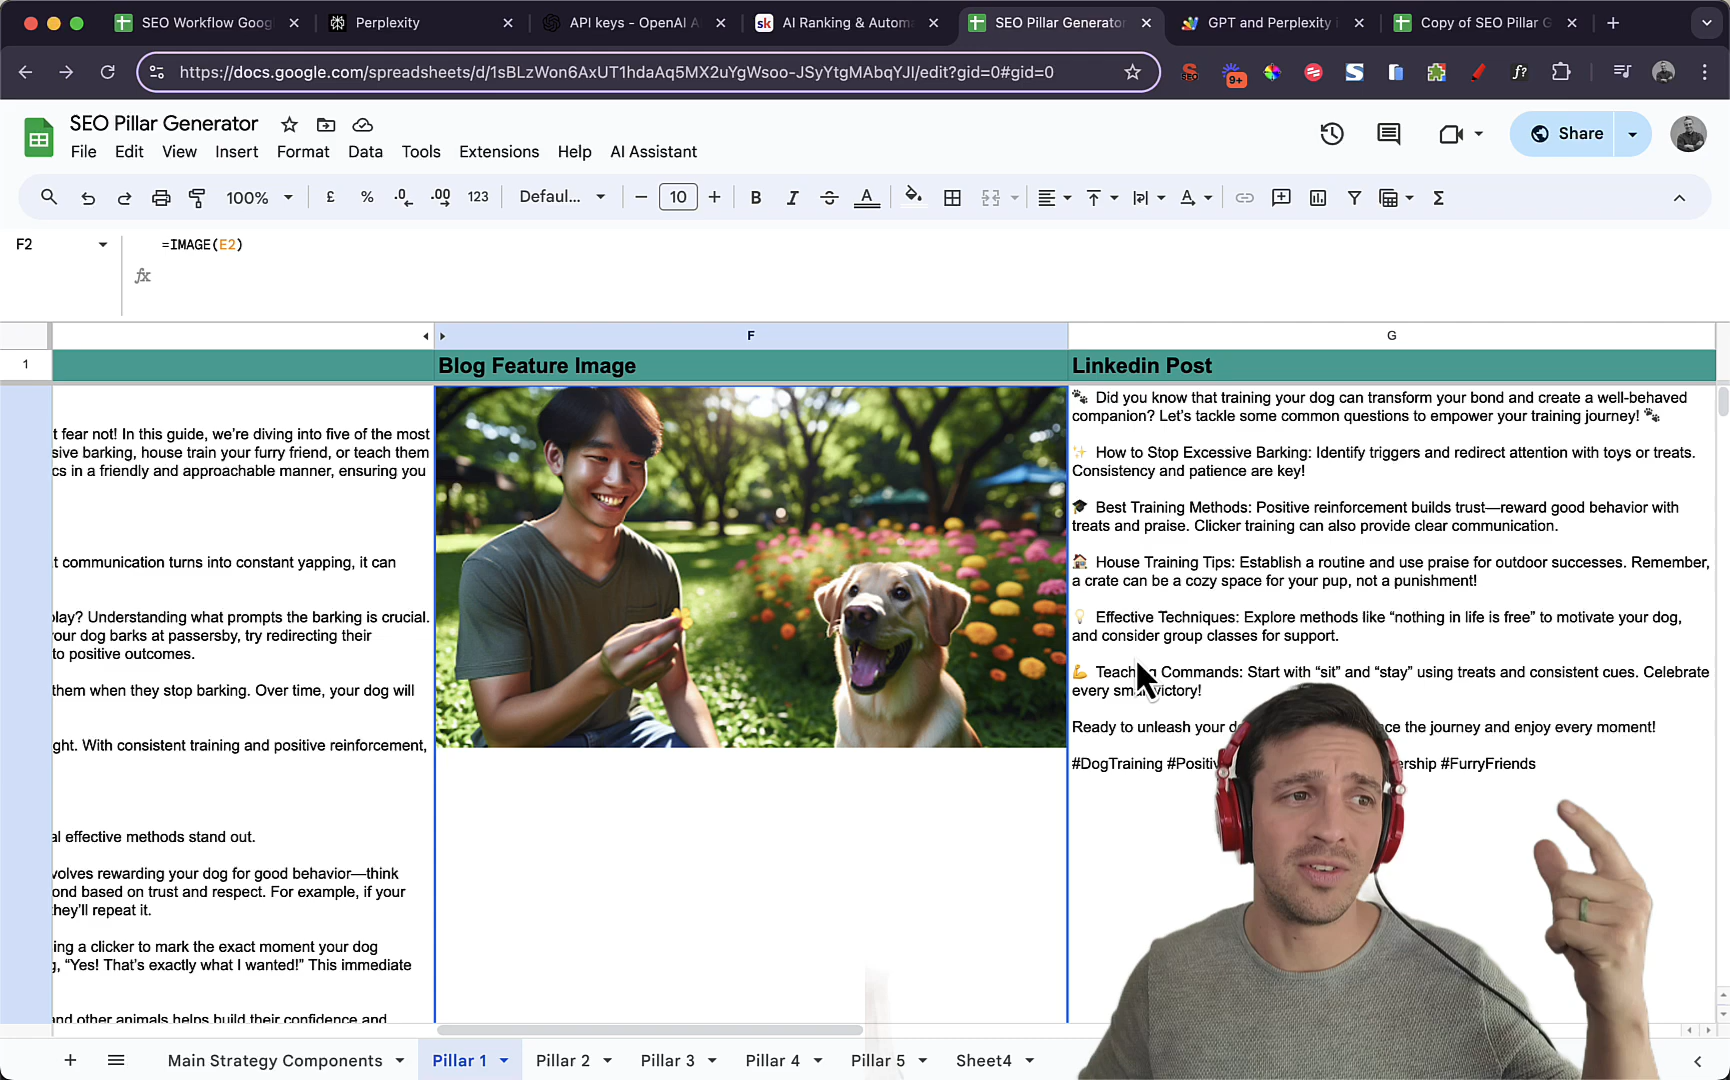 SEO Workflow Goog
Perplexity
API keys - OpenAI A
sk
AI Ranking & Automa
SEO Pillar Generator
GPT and Perplexity i
Copy of SEO Pillar G
https://docs.google.com/spreadsheets/d/1sBLzWon6AxUT1hdaAq5MX2uYgWsoo-JSyYtgMAbqYJI/edit?gid=0#gid=0
SEO
9+
f?
SEO Pillar Generator
File Edit View Insert Format Data Tools Extensions Help AI Assistant
Share
100% £ % .0 .00 123 Defaul... 10 B I A Σ
F2 =IMAGE(E2)
fx
F G
1 Blog Feature Image Linkedin Post
t fear not! In this guide, we're diving into five of the most
sive barking, house train your furry friend, or teach them
cs in a friendly and approachable manner, ensuring you
t communication turns into constant yapping, it can
play? Understanding what prompts the barking is crucial.
our dog barks at passersby, try redirecting their
to positive outcomes.
them when they stop barking. Over time, your dog will
ght. With consistent training and positive reinforcement,
al effective methods stand out.
volves rewarding your dog for good behavior—think
ond based on trust and respect. For example, if your
they'll repeat it.
ing a clicker to mark the exact moment your dog
g, “Yes! That's exactly what I wanted!” This immediate
and other animals helps build their confidence and
🐾 Did you know that training your dog can transform your bond and create a well-behaved
companion? Let’s tackle some common questions to empower your training journey! 🐾
✨ How to Stop Excessive Barking: Identify triggers and redirect attention with toys or treats.
Consistency and patience are key!
🎓 Best Training Methods: Positive reinforcement builds trust—reward good behavior with
treats and praise. Clicker training can also provide clear communication.
🏠 House Training Tips: Establish a routine and use praise for outdoor successes. Remember,
a crate can be a cozy space for your pup, not a punishment!
💡 Effective Techniques: Explore methods like “nothing in life is free” to motivate your dog,
and consider group classes for support.
💪 Teaching Commands: Start with “sit” and “stay” using treats and consistent cues. Celebrate
every small victory!
Ready to unleash your the journey and enjoy every moment!
#DogTraining #FurryFriends
Main Strategy Components Pillar 1 Pillar 2 Pillar 3 Pillar 4 Pillar 5 Sheet4